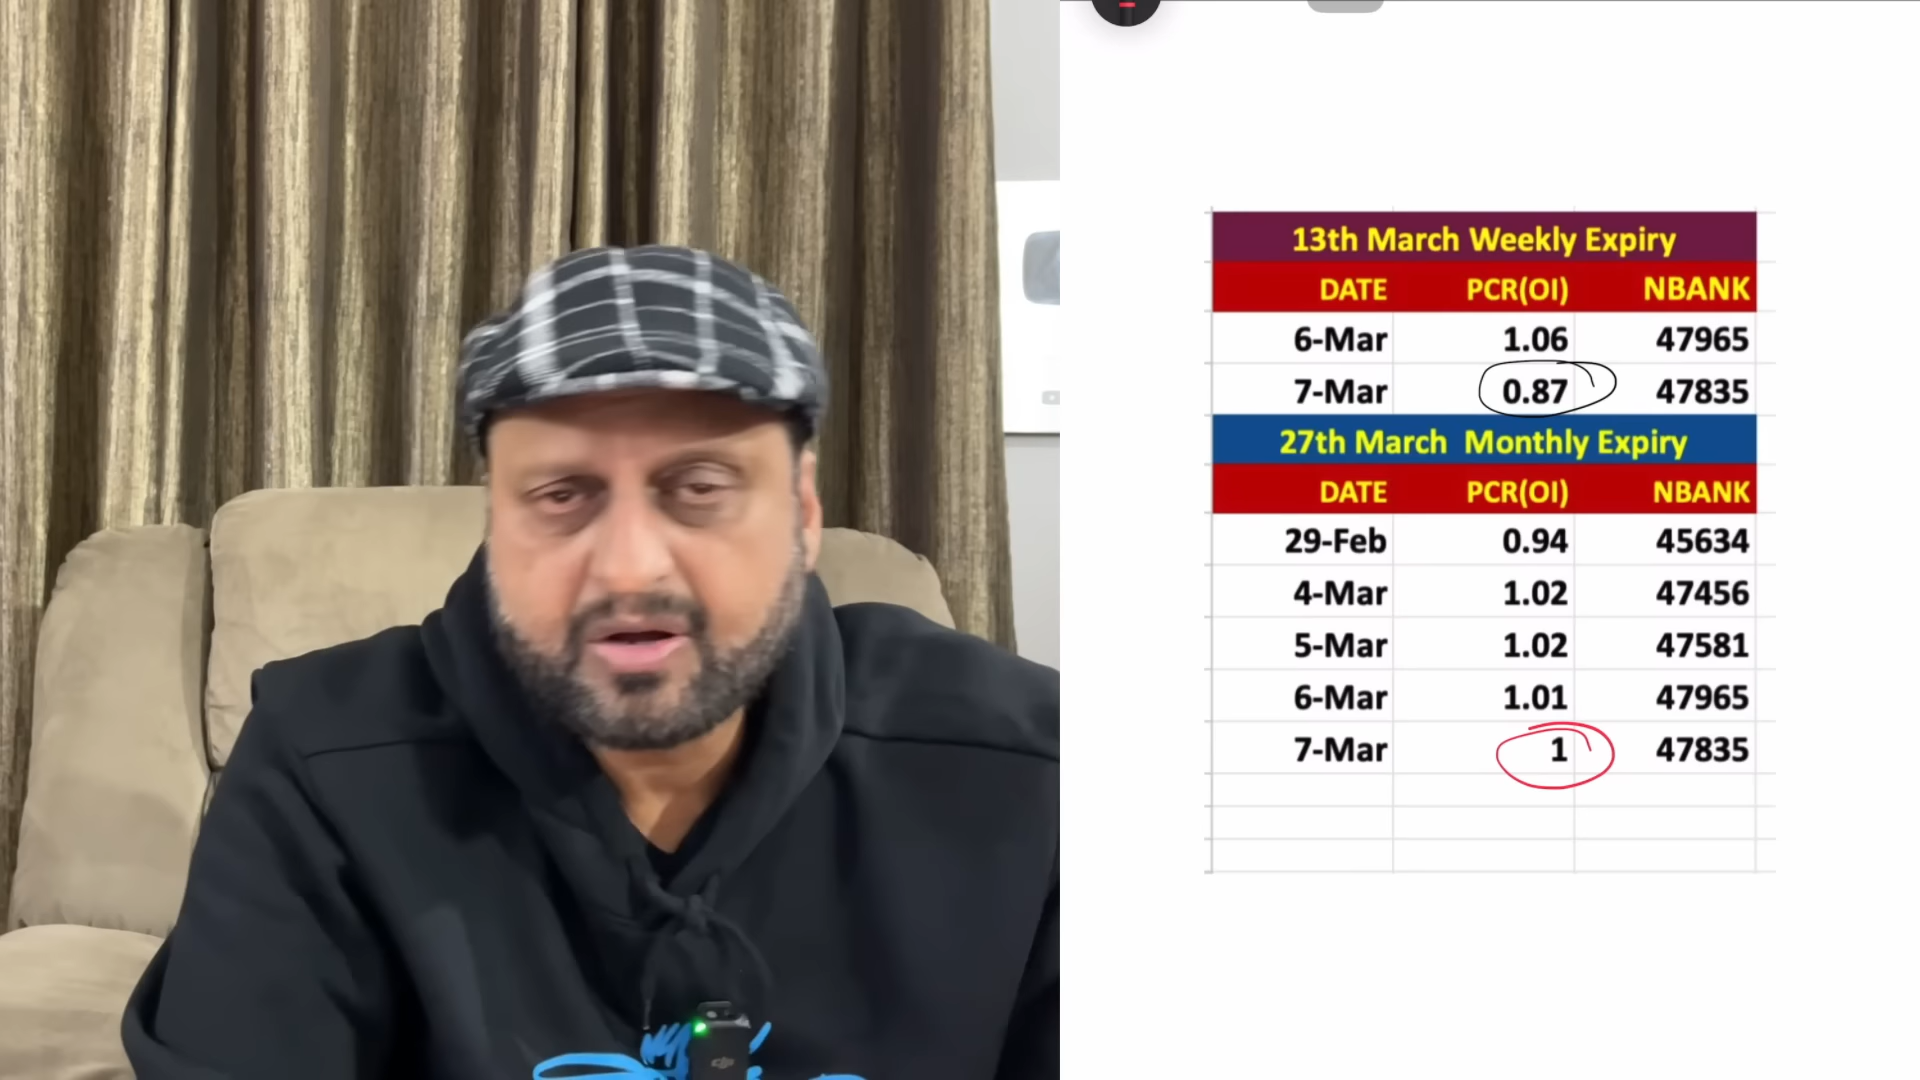 13th March Weekly Expiry
DATE PCR(OI) NBANK
6-Mar 1.06 47965
7-Mar 0.87 47835
27th March Monthly Expiry
DATE PCR(OI) NBANK
29-Feb 0.94 45634
4-Mar 1.02 47456
5-Mar 1.02 47581
6-Mar 1.01 47965
7-Mar 1 47835
dji